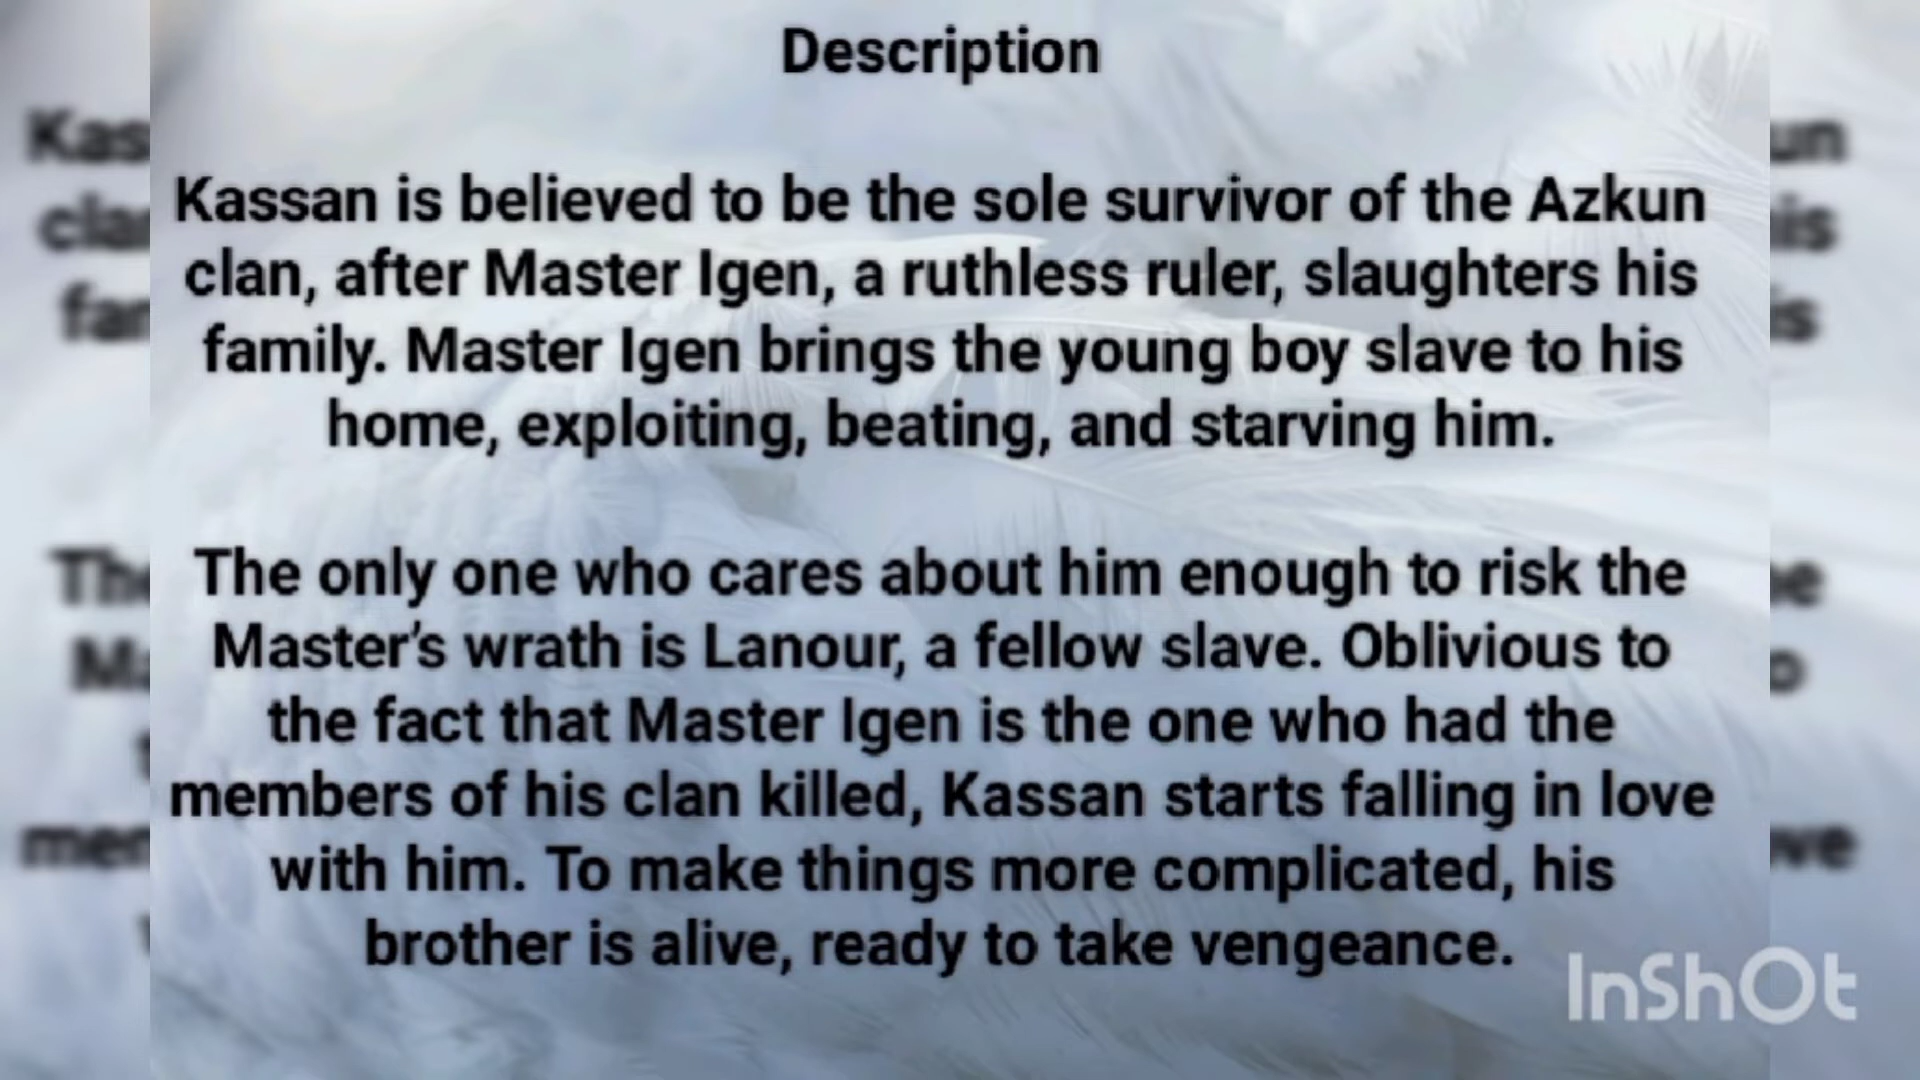 Description
Kassan is believed to be the sole survivor of the Azkun
clan, after Master Igen, a ruthless ruler, slaughters his
family. Master Igen brings the young boy slave to his
home, exploiting, beating, and starving him.
The only one who cares about him enough to risk the
Master's wrath is Lanour, a fellow slave. Oblivious to
the fact that Master Igen is the one who had the
members of his clan killed, Kassan starts falling in love
with him. To make things more complicated, his
brother is alive, ready to take vengeance.
InShOt